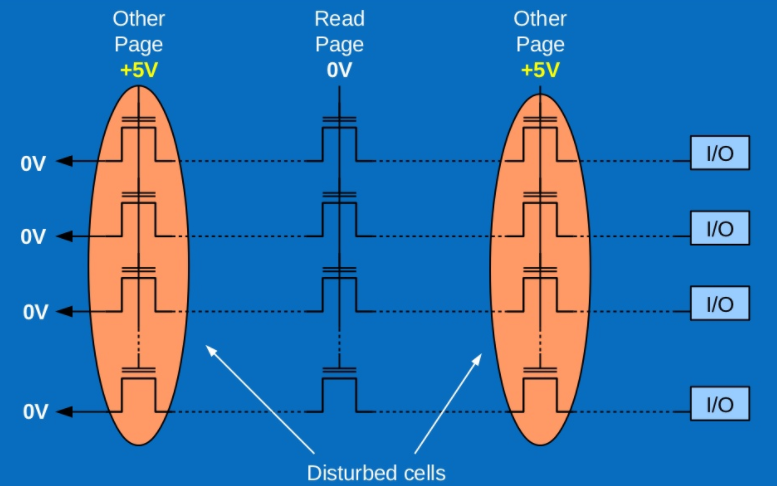 Other
Page
+5V
Read
Page
0V
Other
Page
+5V
0V
I/O
0V
I/O
0V
I/O
0V
I/O
Disturbed cells